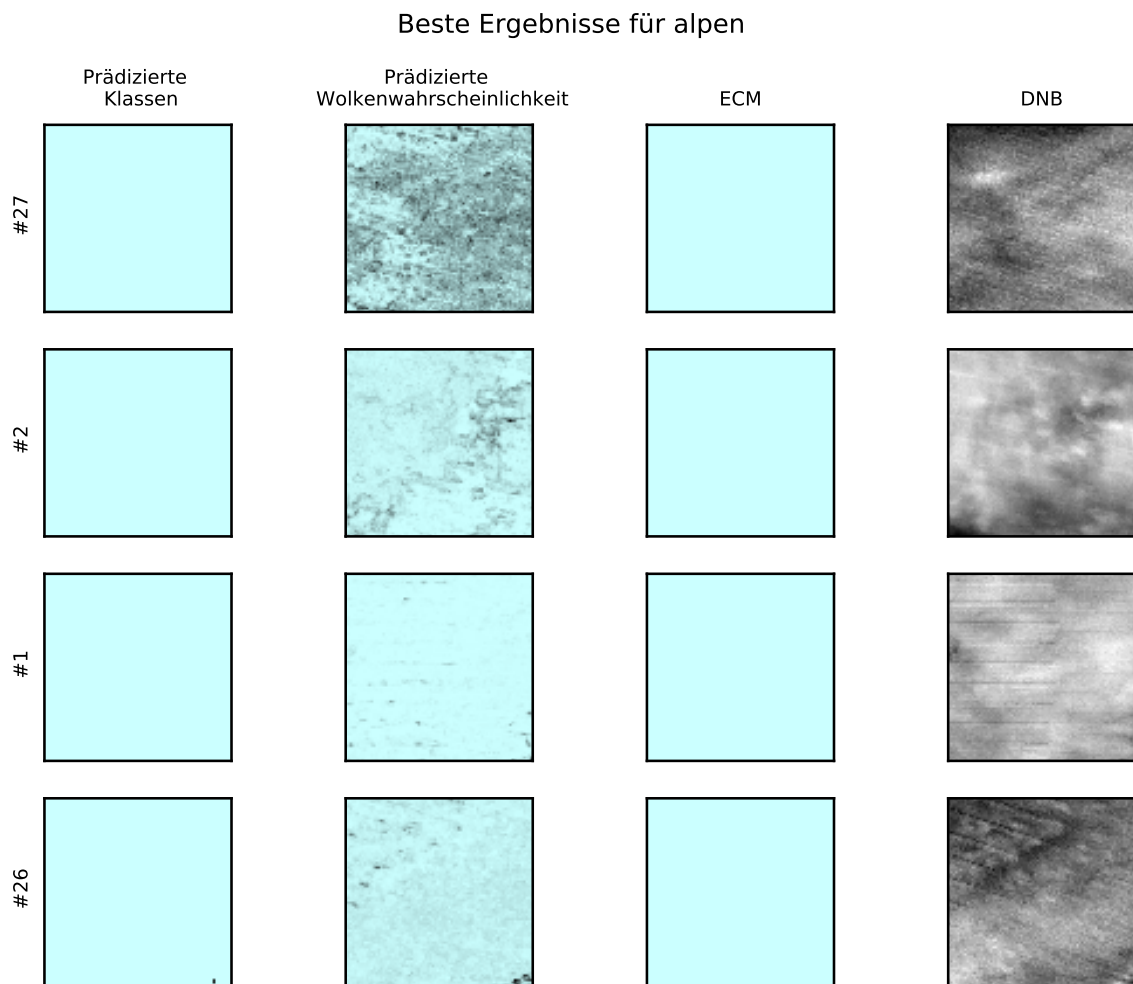 Beste Ergebnisse für alpen
Prädizierte
Klassen
Prädizierte
Wolkenwahrscheinlichkeit
ECM
DNB
#27
#2
#1
#26